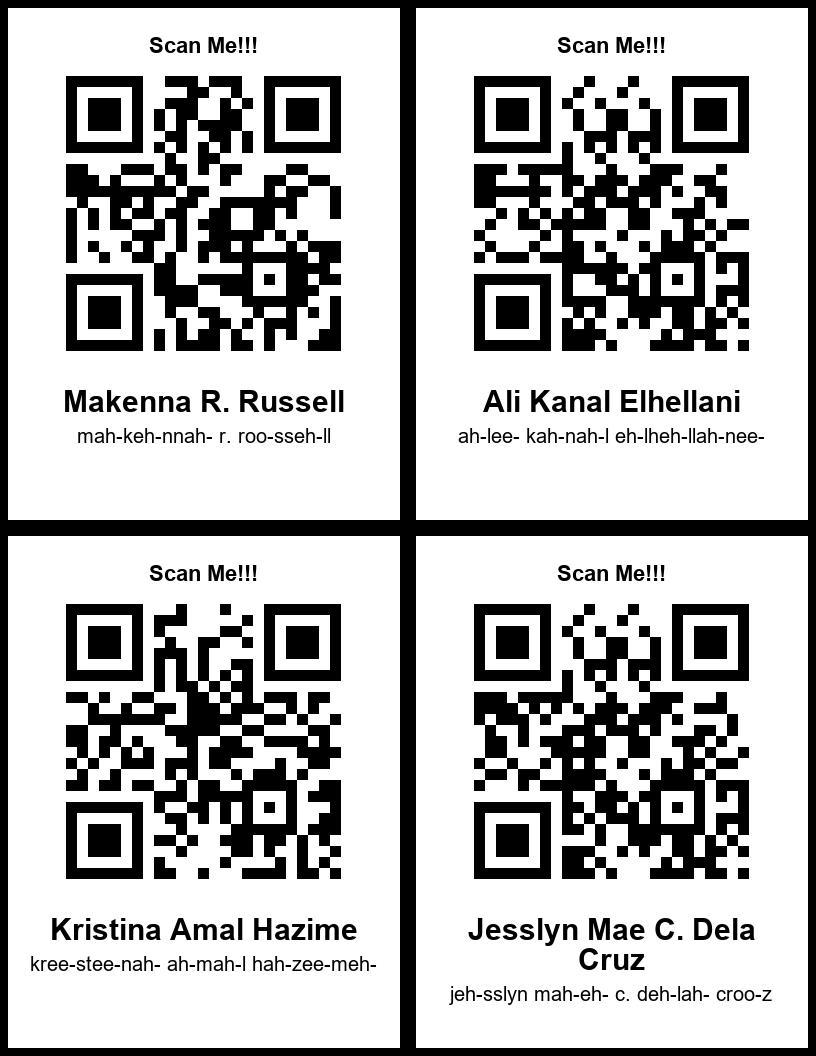 Scan Me!!!
Makenna R. Russell
mah-keh-nnah- r. roo-sseh-ll
Scan Me!!!
Ali Kanal Elhellani
ah-lee- kah-nah-l eh-lheh-llah-nee-
Scan Me!!!
Kristina Amal Hazime
kree-stee-nah- ah-mah-l hah-zee-meh-
Scan Me!!!
Jesslyn Mae C. Dela
Cruz
jeh-sslyn mah-eh- c. deh-lah- croo-z